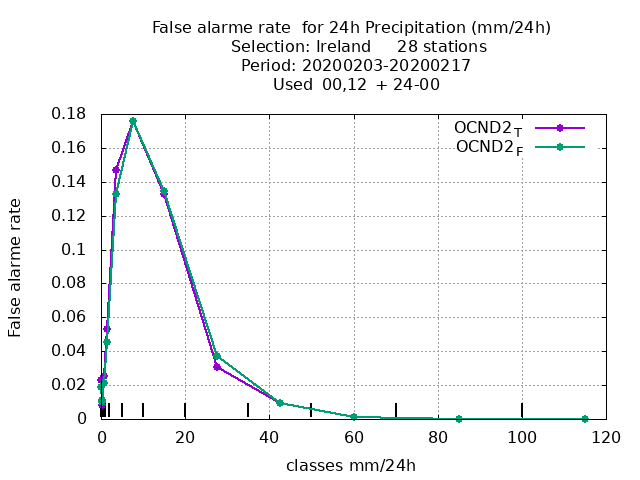 False alarme rate  for 24h Precipitation (mm/24h)
Selection: Ireland     28 stations
Period: 20200203-20200217
Used  00,12  + 24-00
OCND2T
OCND2F
False alarme rate
0.18
0.16
0.14
0.12
0.1
0.08
0.06
0.04
0.02
0
0 20 40 60 80 100 120
classes mm/24h